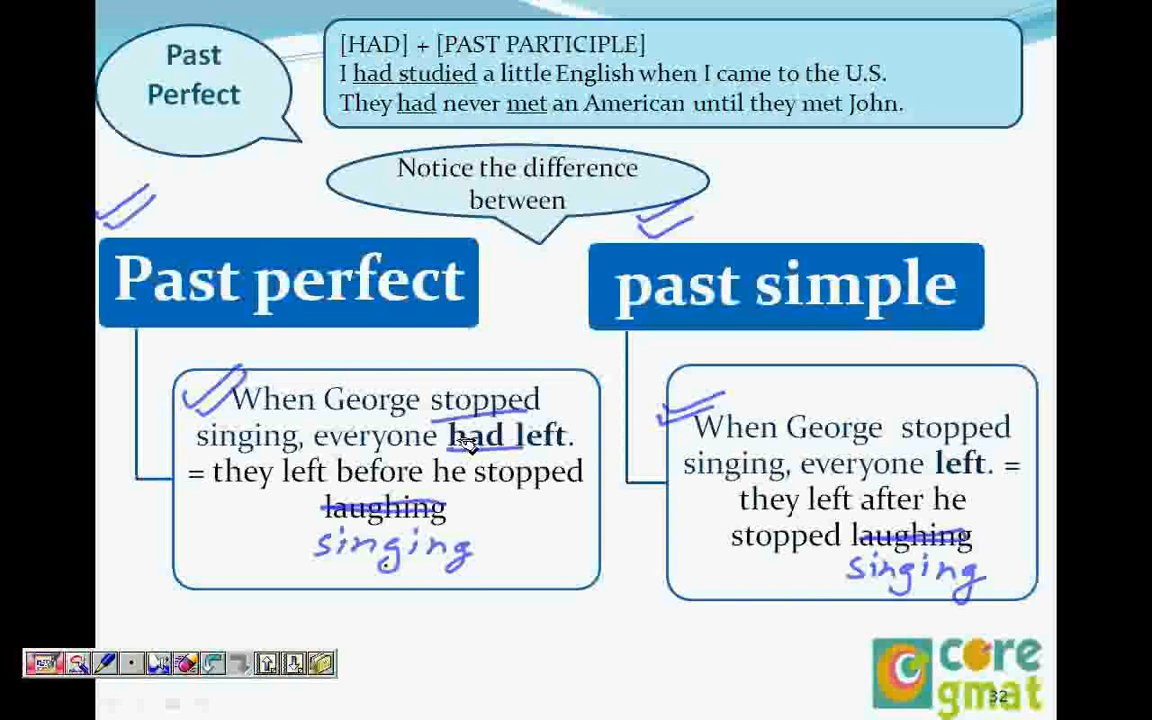 Past
Perfect
[HAD] + [PAST PARTICIPLE]
I had studied a little English when I came to the U.S.
They had never met an American until they met John.
Notice the difference
between
Past perfect
When George stopped
singing, everyone had left.
= they left before he stopped
laughing
singing
past simple
When George stopped
singing, everyone left. =
they left after he
stopped laughing
singing
core
gmat
32